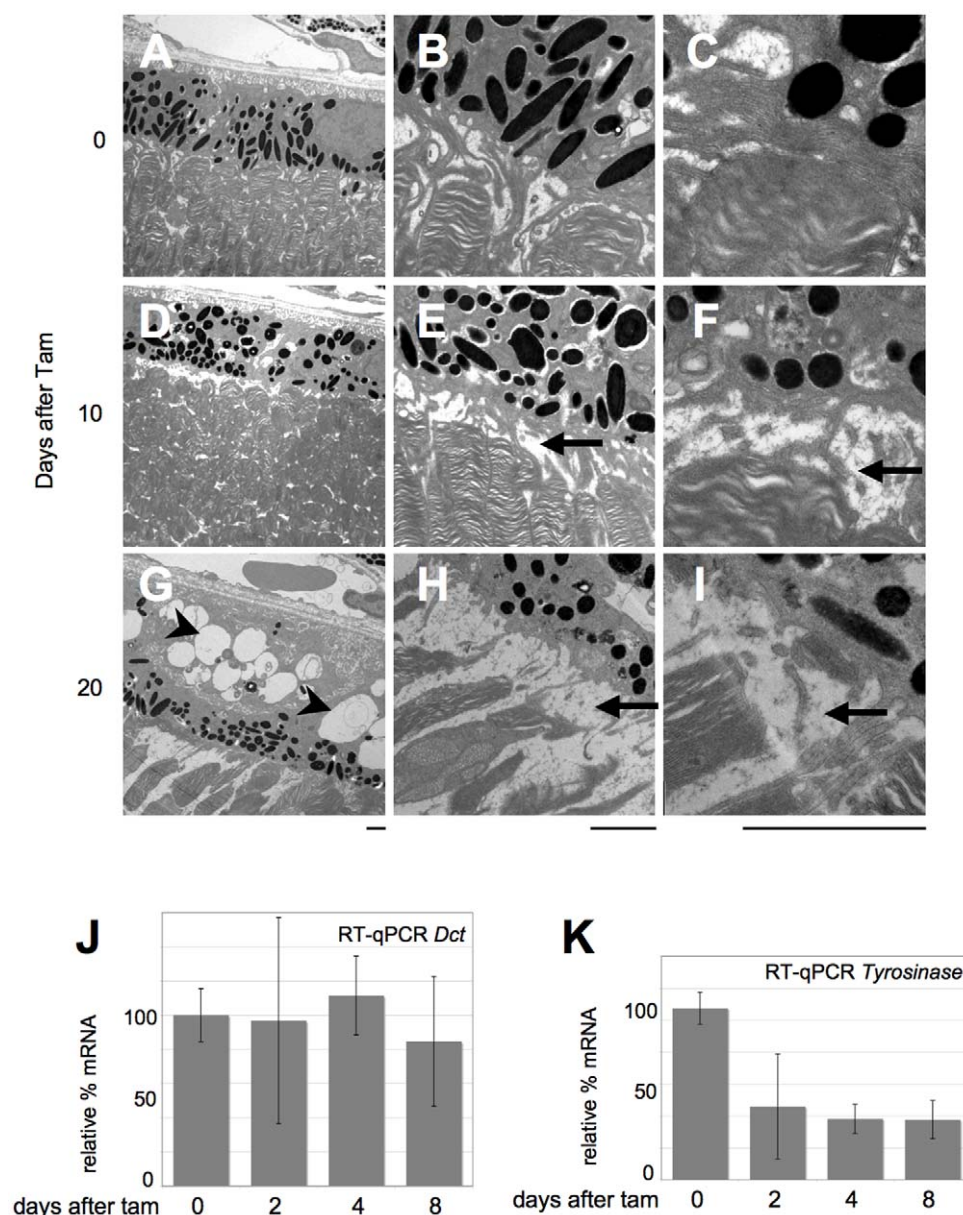 A B C
0
D E F
10
Days after Tam
G H I
20
J
RT-qPCR Dct
relative % mRNA
100
50
0
days after tam 0 2 4 8
K
RT-qPCR Tyrosinase
relative % mRNA
100
50
0
days after tam 0 2 4 8